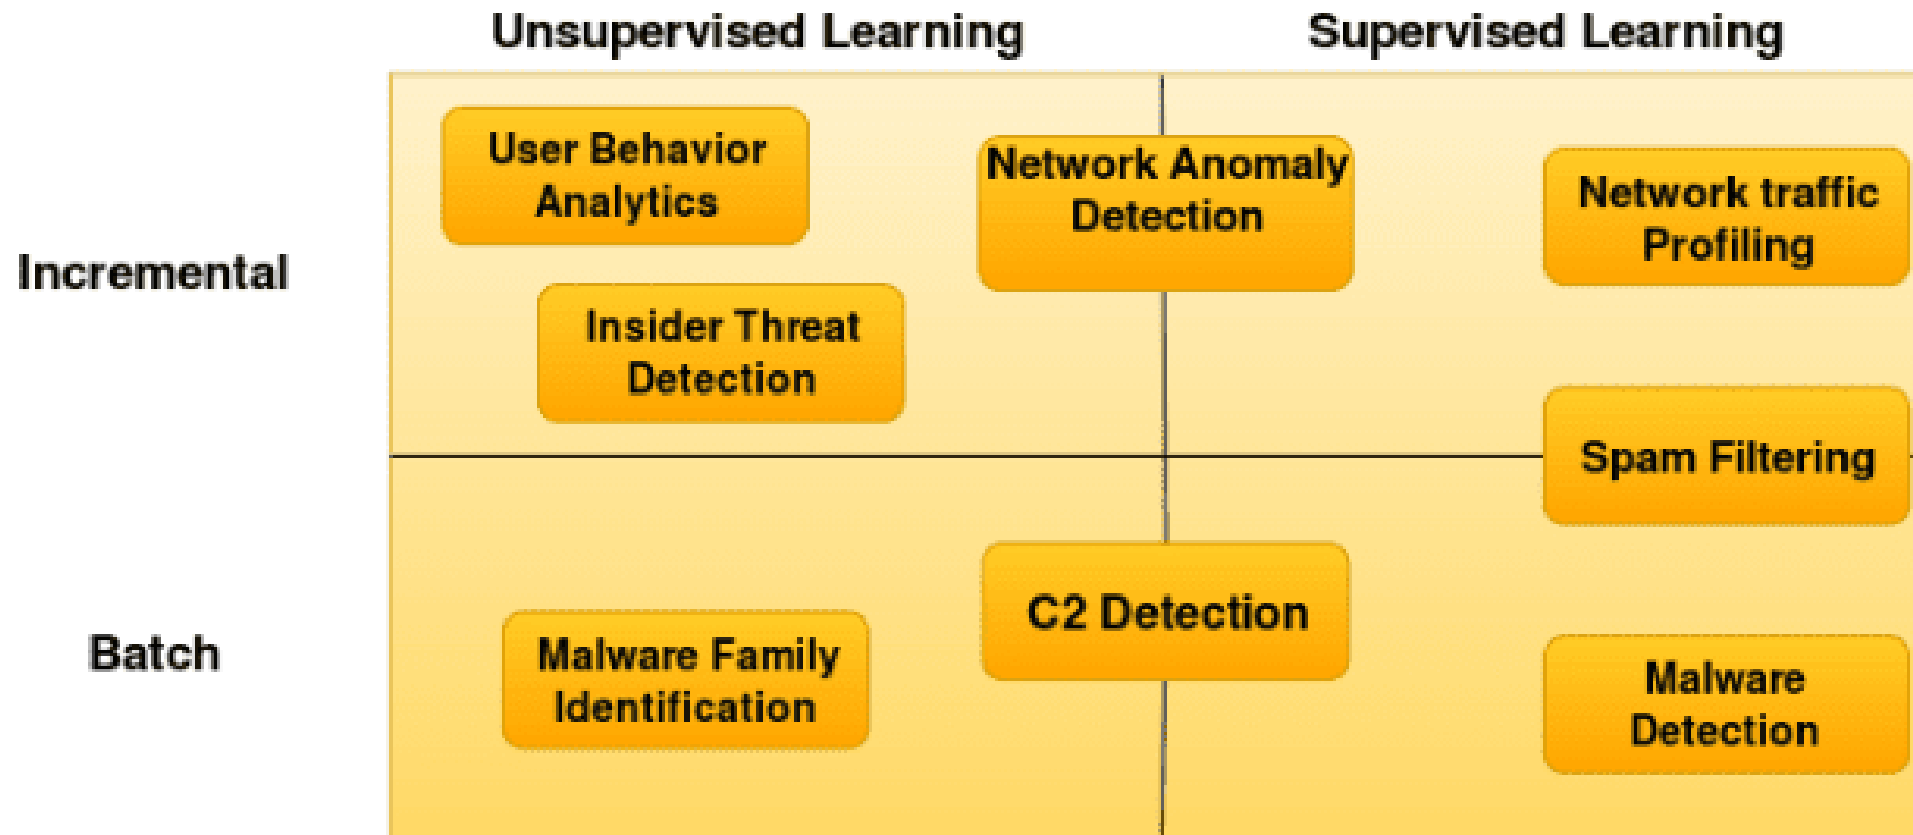 Unsupervised Learning
Supervised Learning
User Behavior
Analytics
Network Anomaly
Detection
Network traffic
Profiling
Incremental
Insider Threat
Detection
Spam Filtering
C2 Detection
Batch
Malware Family
Identification
Malware
Detection